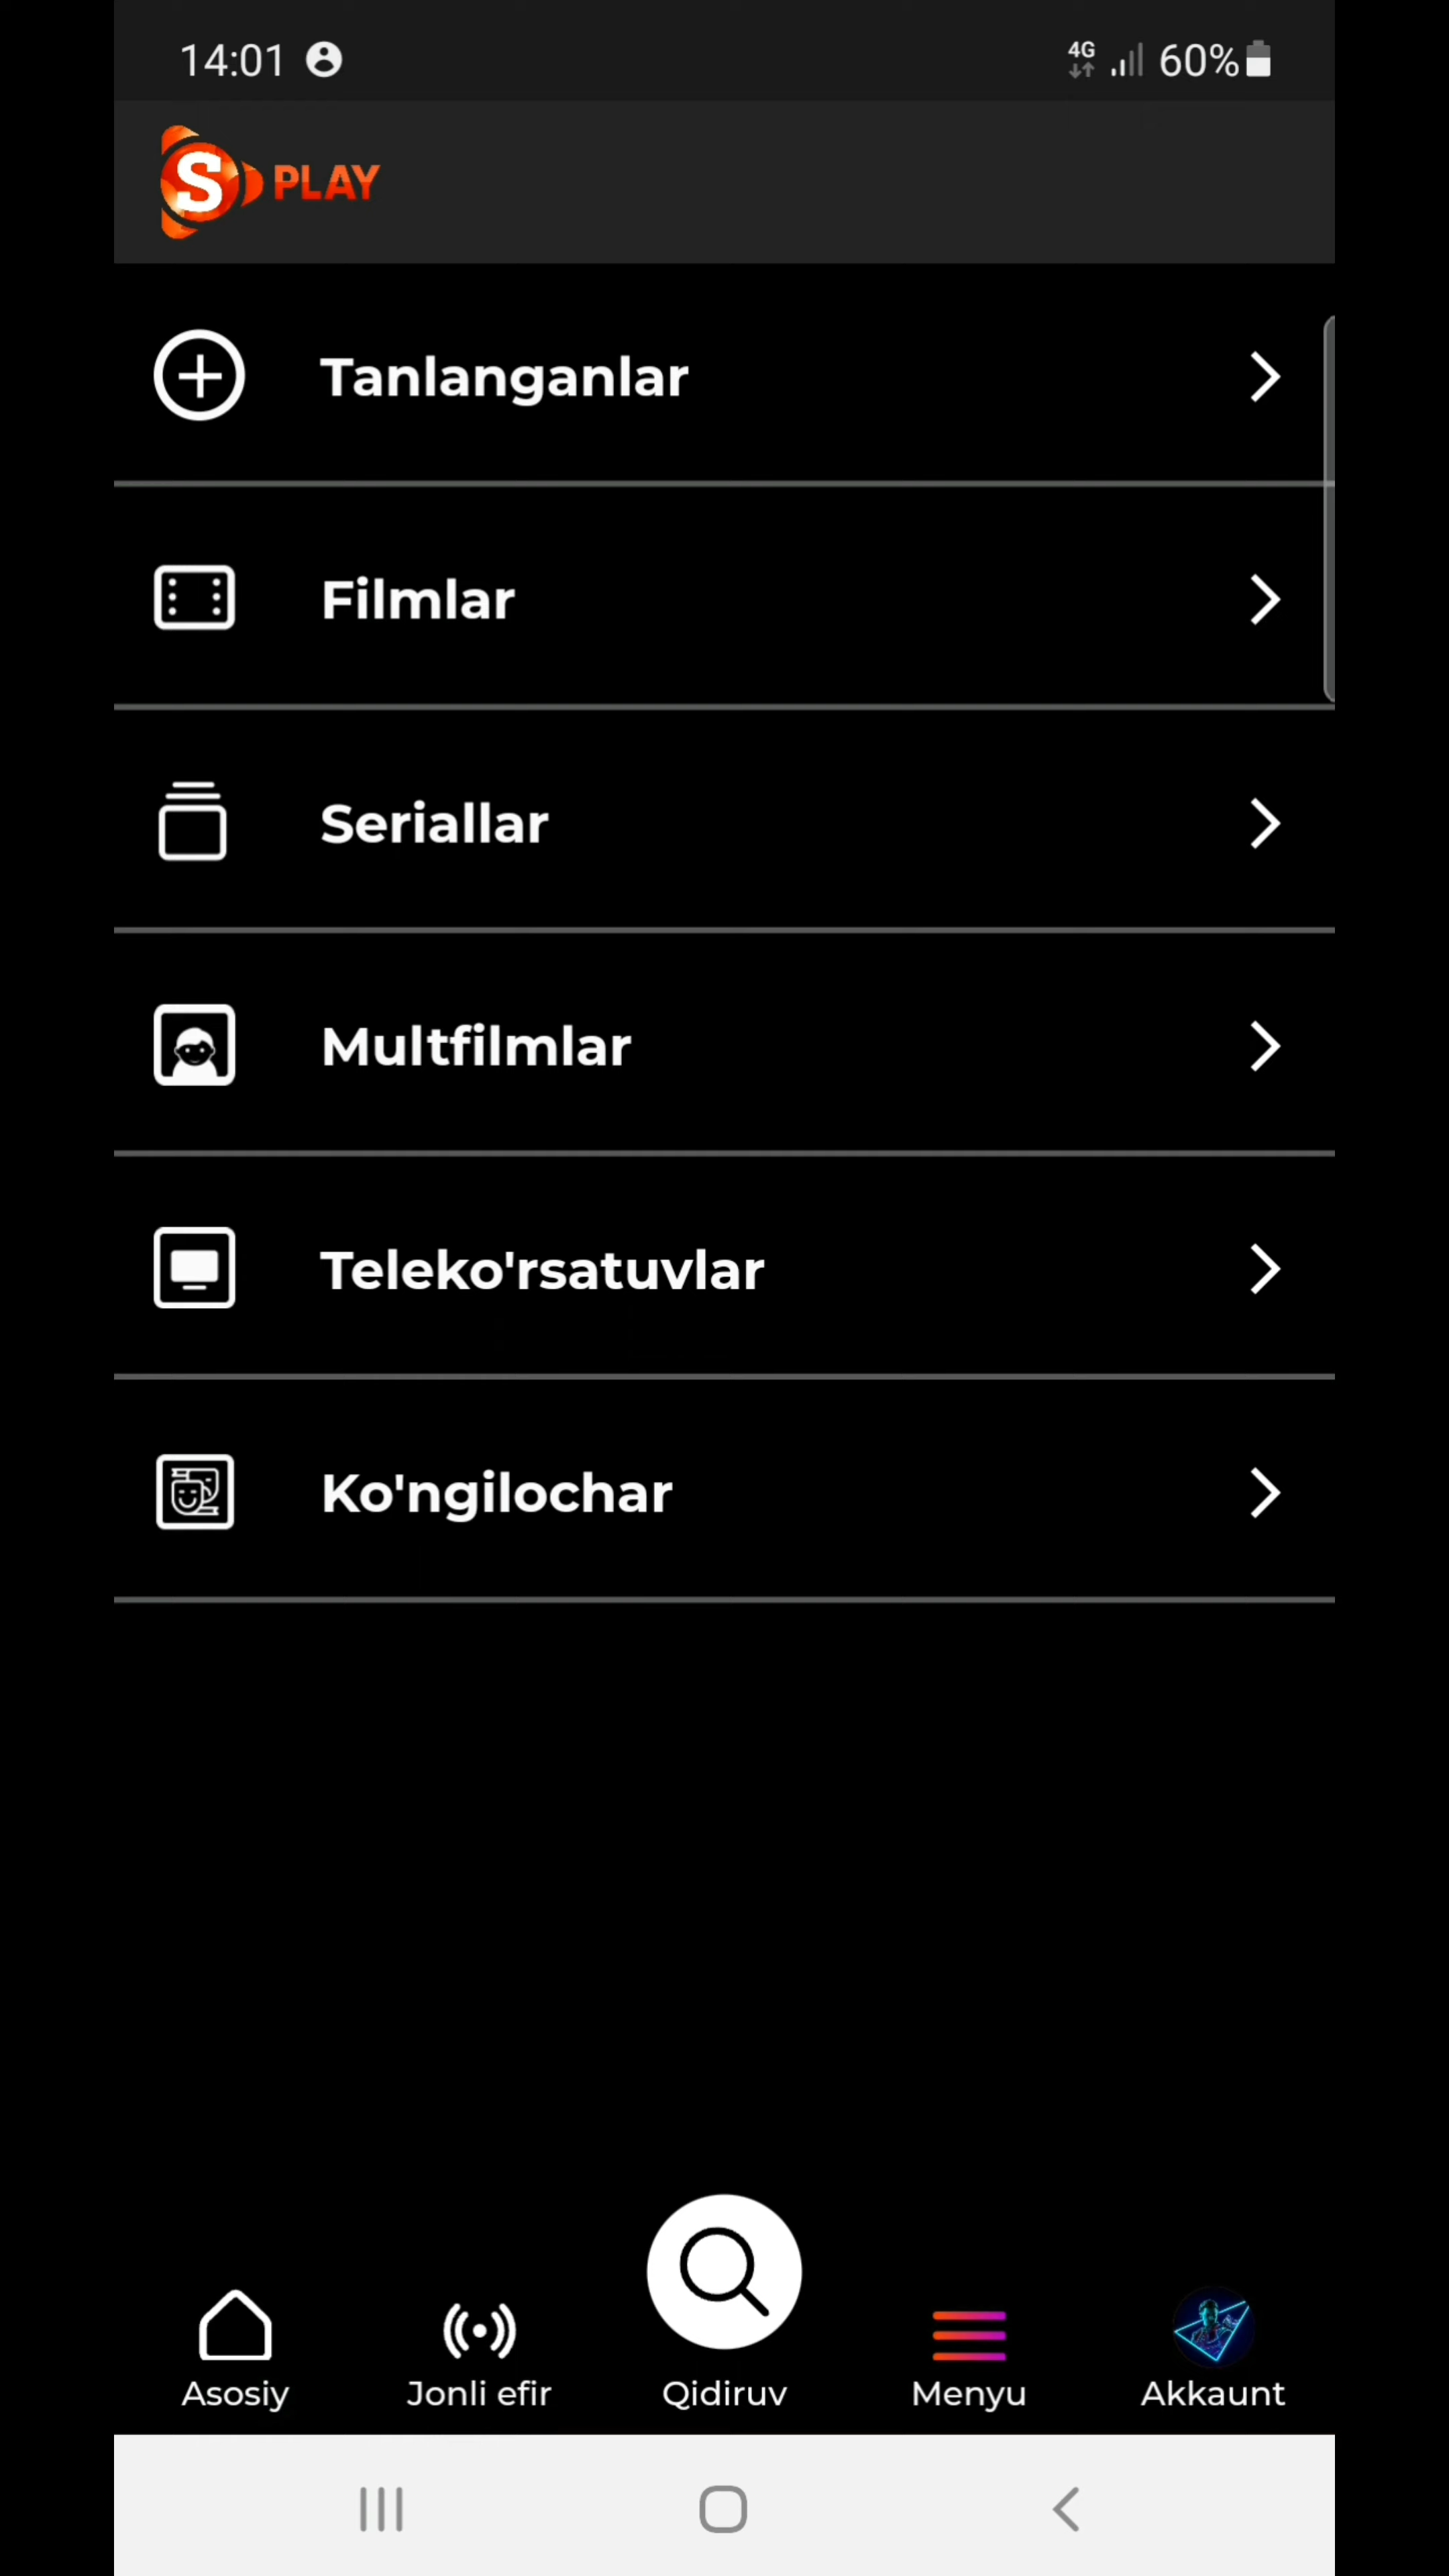 14:01
4G
60%
S PLAY
Tanlanganlar
Filmlar
Seriallar
Multfilmlar
Teleko'rsatuvlar
Ko'ngilochar
Asosiy
Jonli efir
Qidiruv
Menyu
Akkaunt